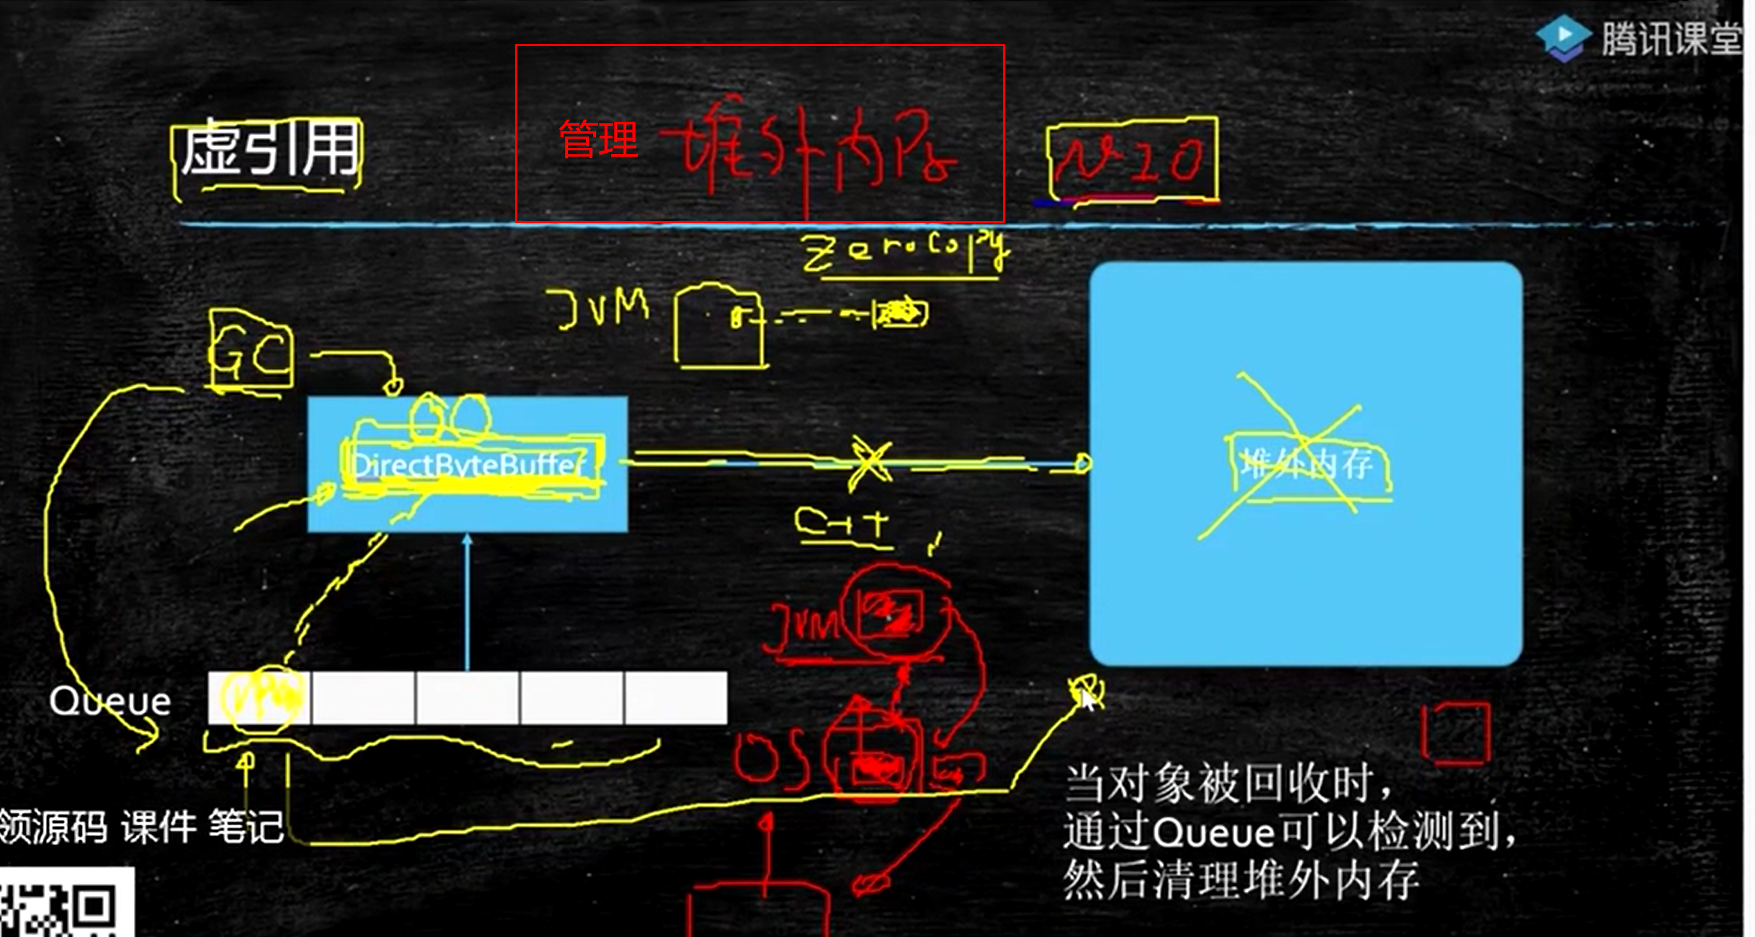 腾讯课堂
虚引用
管理 堆外内存
NIO
Zero Copy
JVM
GC
DirectByteBuffer
堆外内存
C++
JVM
Queue
OS
当对象被回收时，
通过Queue可以检测到，
然后清理堆外内存
领源码 课件 笔记